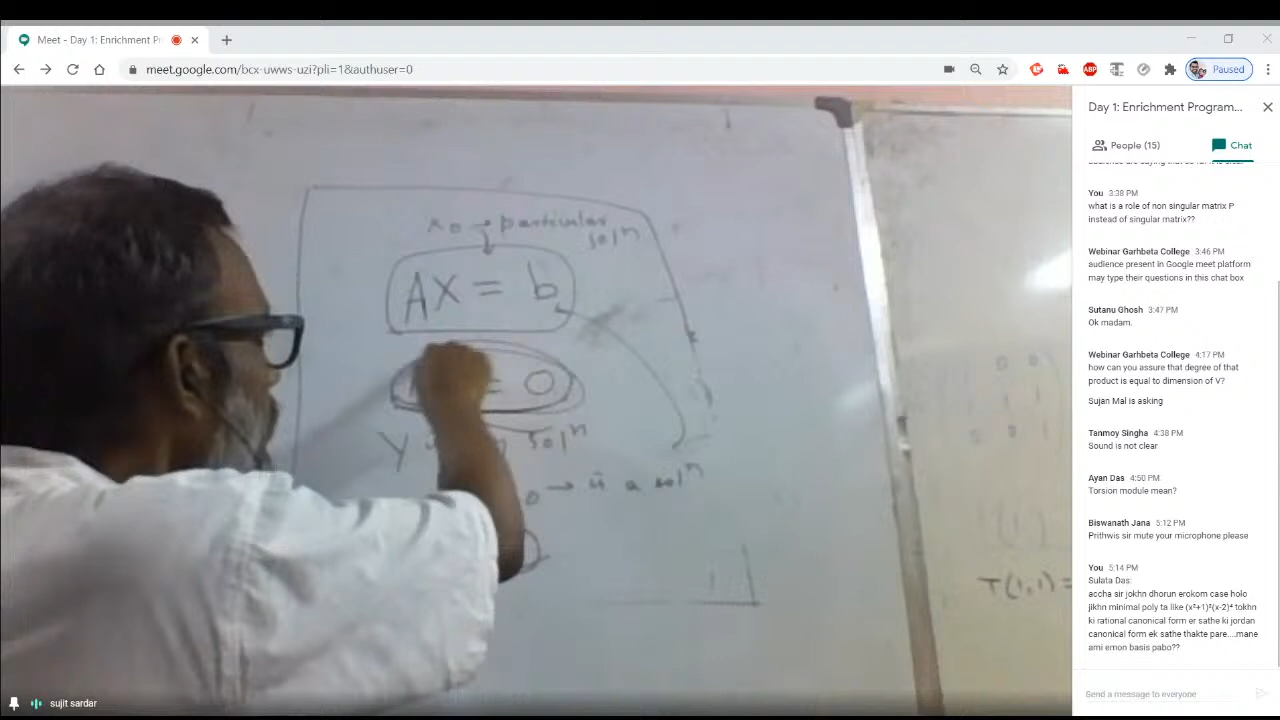 Meet - Day 1: Enrichment Pr
meet.google.com/bcx-uwws-uzi?pli=1&authuser=0
ABP
Paused
x₀ → particular
solⁿ
AX = b
= 0
Y
solⁿ
0 → is a solⁿ
T(1,1) =
sujit sardar
Day 1: Enrichment Program...
People (15)
Chat
You 3:38 PM
what is a role of non singular matrix P
instead of singular matrix??
Webinar Garhbeta College 3:46 PM
audience present in Google meet platform
may type their questions in this chat box
Sutanu Ghosh 3:47 PM
Ok madam.
Webinar Garhbeta College 4:17 PM
how can you assure that degree of that
product is equal to dimension of V?
Sujan Mal is asking
Tanmoy Singha 4:38 PM
Sound is not clear
Ayan Das 4:50 PM
Torsion module mean?
Biswanath Jana 5:12 PM
Prithwis sir mute your microphone please
You 5:14 PM
Sulata Das:
accha sir jokhn dhorun erokom case holo
jikhn minimal poly ta like (x²+1)²(x-2)⁴ tokhn
ki rational canonical form er sathe ki jordan
canonical form ek sathe thakte pare....mane
ami emon basis pabo??
Send a message to everyone